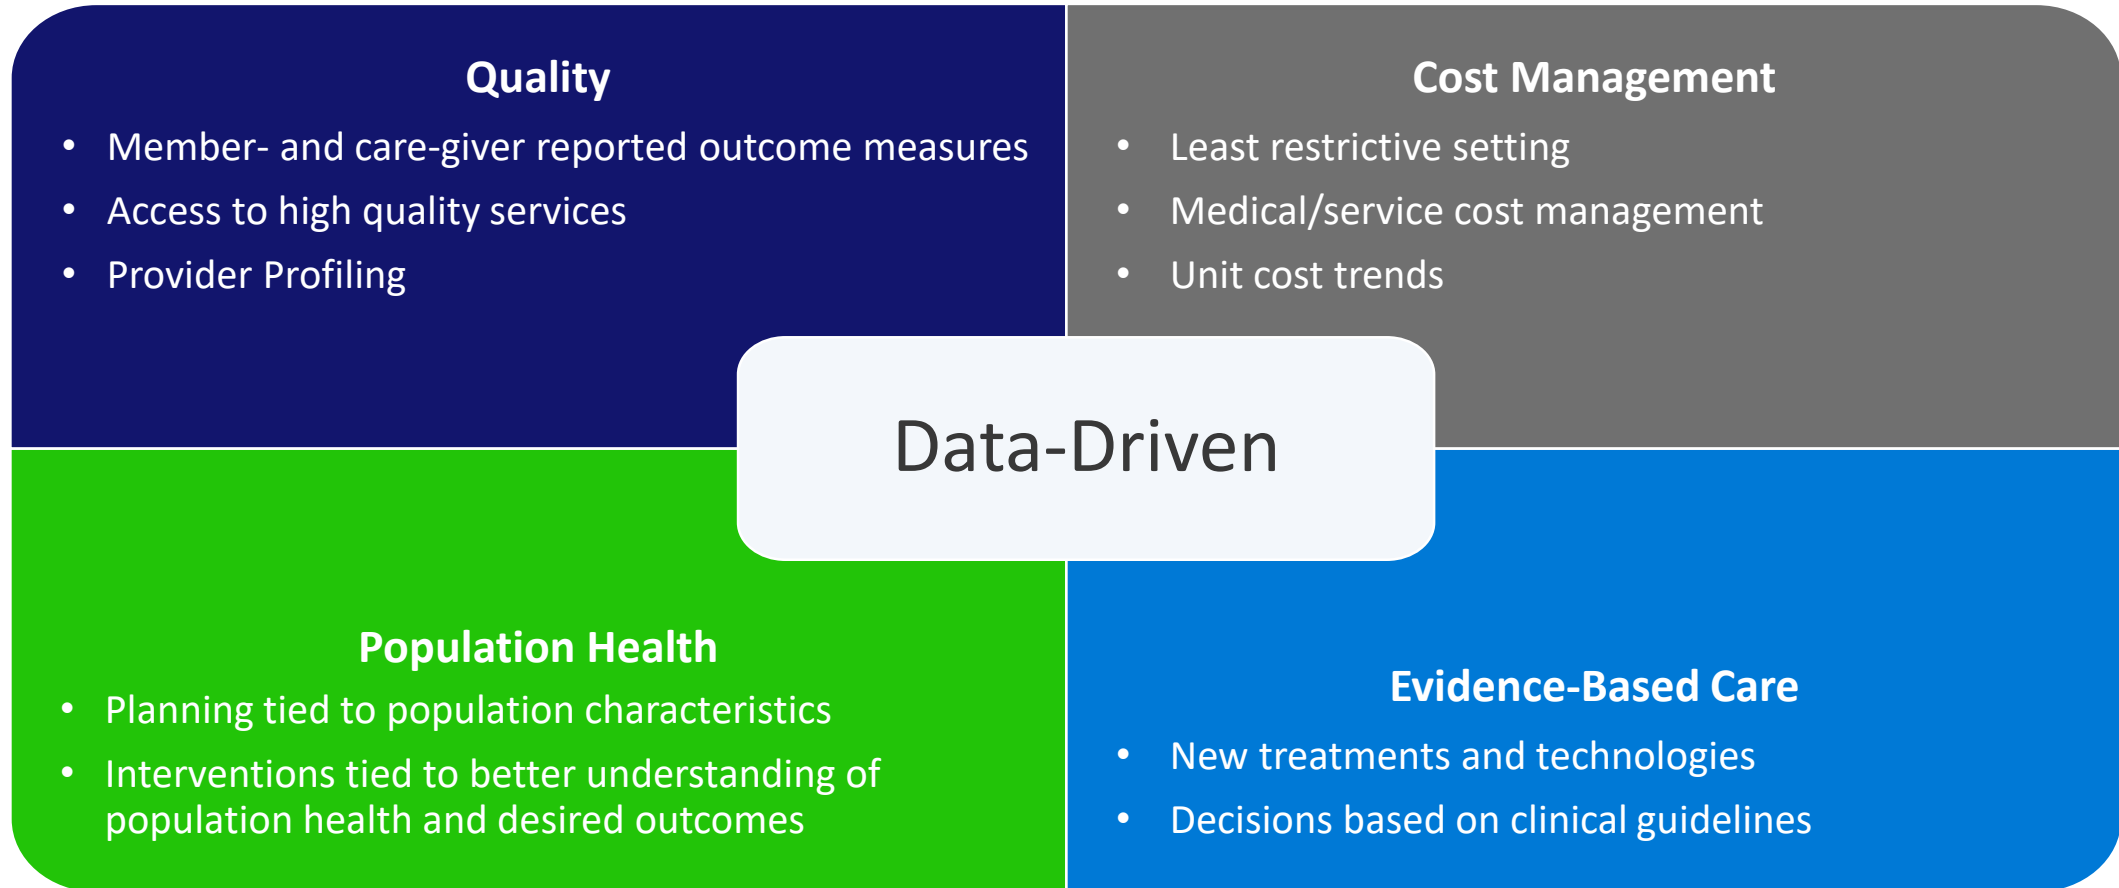 Quality
• Member- and care-giver reported outcome measures
• Access to high quality services
• Provider Profiling
Cost Management
• Least restrictive setting
• Medical/service cost management
• Unit cost trends
Data-Driven
Population Health
• Planning tied to population characteristics
• Interventions tied to better understanding of
population health and desired outcomes
Evidence-Based Care
• New treatments and technologies
• Decisions based on clinical guidelines